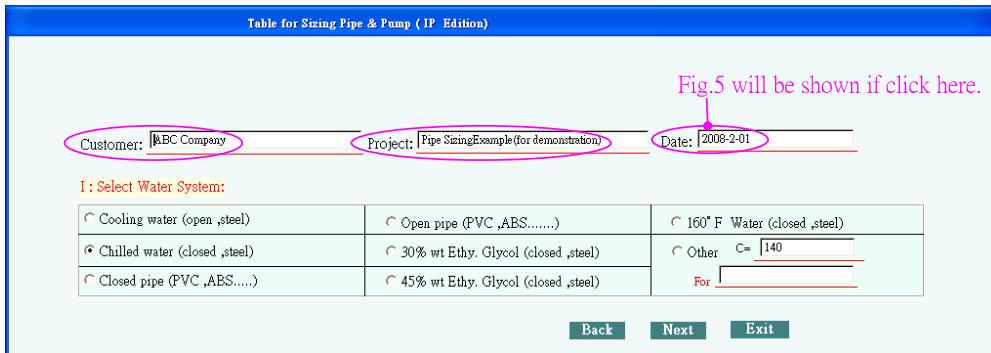 Table for Sizing Pipe & Pump ( IP Edition)
Fig.5 will be shown if click here.
Customer: ABC Company Project: Pipe SizingExample(for demonstration) Date: 2008-2-01
I : Select Water System:
Cooling water (open ,steel) Open pipe (PVC ,ABS.......) 160° F Water (closed ,steel)
Chilled water (closed ,steel) 30% wt Ethy. Glycol (closed ,steel) Other C= 140
Closed pipe (PVC ,ABS.....) 45% wt Ethy. Glycol (closed ,steel) For
Back Next Exit